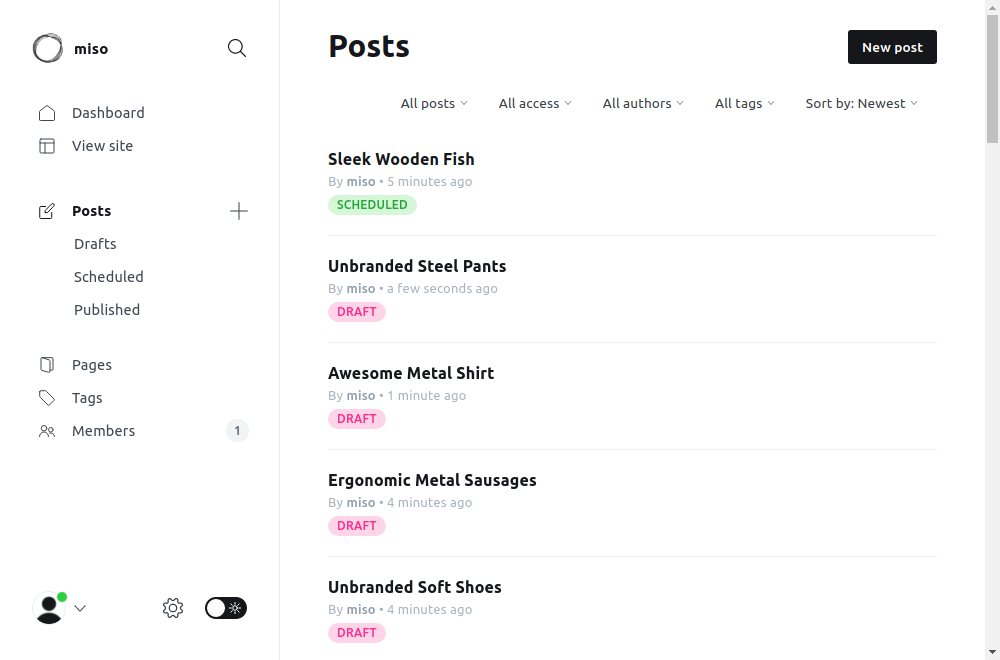 miso
Dashboard
View site
Posts
Drafts
Scheduled
Published
Pages
Tags
Members 1
Posts
New post
All posts All access All authors All tags Sort by: Newest
Sleek Wooden Fish
By miso • 5 minutes ago
SCHEDULED
Unbranded Steel Pants
By miso • a few seconds ago
DRAFT
Awesome Metal Shirt
By miso • 1 minute ago
DRAFT
Ergonomic Metal Sausages
By miso • 4 minutes ago
DRAFT
Unbranded Soft Shoes
By miso • 4 minutes ago
DRAFT